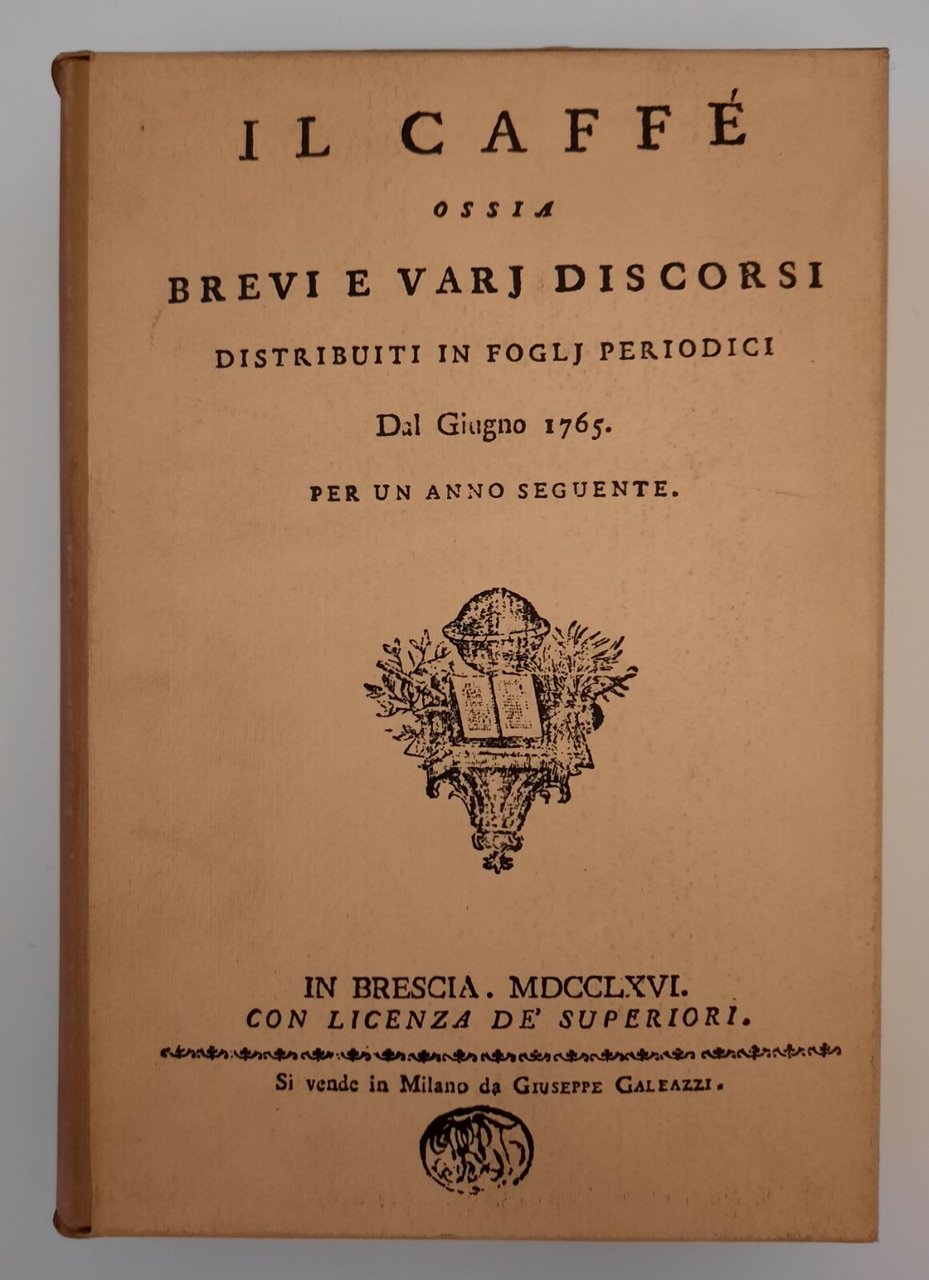 IL CAFFÉ
OSSIA
BREVI E VARJ DISCORSI
DISTRIBUITI IN FOGLJ PERIODICI
Dal Giugno 1765.
PER UN ANNO SEGUENTE.
IN BRESCIA. MDCCLXVI.
CON LICENZA DE' SUPERIORI.
Si vende in Milano da GIUSEPPE GALEAZZI.